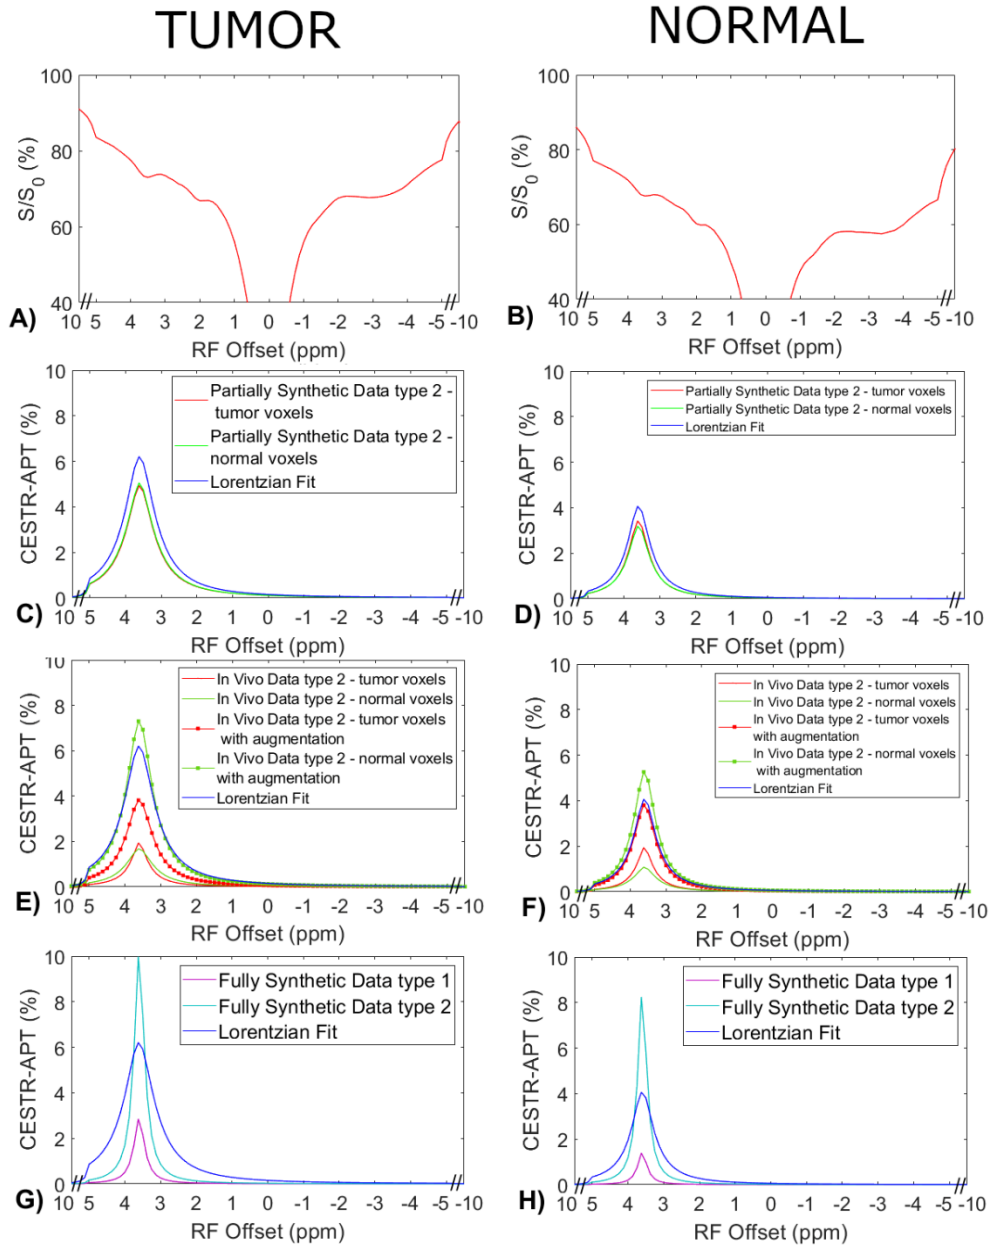 TUMOR
NORMAL
100
80
60
40
S/S0 (%)
10 5 4 3 2 1 0 -1 -2 -3 -4 -5 -10
RF Offset (ppm)
A)
100
80
60
40
S/S0 (%)
10 5 4 3 2 1 0 -1 -2 -3 -4 -5 -10
RF Offset (ppm)
B)
10
8
6
4
2
0
CESTR-APT (%)
Partially Synthetic Data type 2 -
tumor voxels
Partially Synthetic Data type 2 -
normal voxels
Lorentzian Fit
10 5 4 3 2 1 0 -1 -2 -3 -4 -5 -10
RF Offset (ppm)
C)
10
8
6
4
2
0
CESTR-APT (%)
Partially Synthetic Data type 2 - tumor voxels
Partially Synthetic Data type 2 - normal voxels
Lorentzian Fit
10 5 4 3 2 1 0 -1 -2 -3 -4 -5 -10
RF Offset (ppm)
D)
10
8
6
4
2
0
CESTR-APT (%)
In Vivo Data type 2 - tumor voxels
In Vivo Data type 2 - normal voxels
In Vivo Data type 2 - tumor voxels
with augmentation
In Vivo Data type 2 - normal voxels
with augmentation
Lorentzian Fit
10 5 4 3 2 1 0 -1 -2 -3 -4 -5 -10
RF Offset (ppm)
E)
10
8
6
4
2
0
CESTR-APT (%)
In Vivo Data type 2 - tumor voxels
In Vivo Data type 2 - normal voxels
In Vivo Data type 2 - tumor voxels
with augmentation
In Vivo Data type 2 - normal voxels
with augmentation
Lorentzian Fit
10 5 4 3 2 1 0 -1 -2 -3 -4 -5 -10
RF Offset (ppm)
F)
10
8
6
4
2
0
CESTR-APT (%)
Fully Synthetic Data type 1
Fully Synthetic Data type 2
Lorentzian Fit
10 5 4 3 2 1 0 -1 -2 -3 -4 -5 -10
RF Offset (ppm)
G)
10
8
6
4
2
0
CESTR-APT (%)
Fully Synthetic Data type 1
Fully Synthetic Data type 2
Lorentzian Fit
10 5 4 3 2 1 0 -1 -2 -3 -4 -5 -10
RF Offset (ppm)
H)